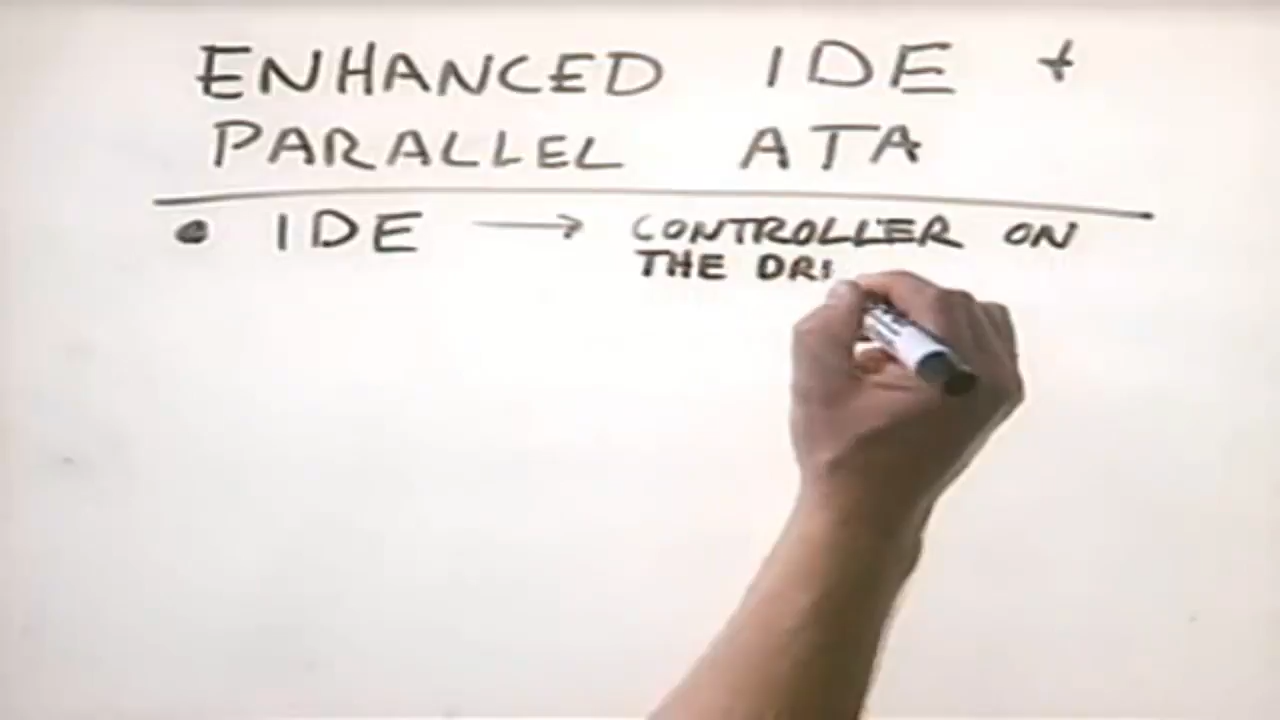 ENHANCED IDE +
PARALLEL ATA
• IDE → CONTROLLER ON
THE DRI